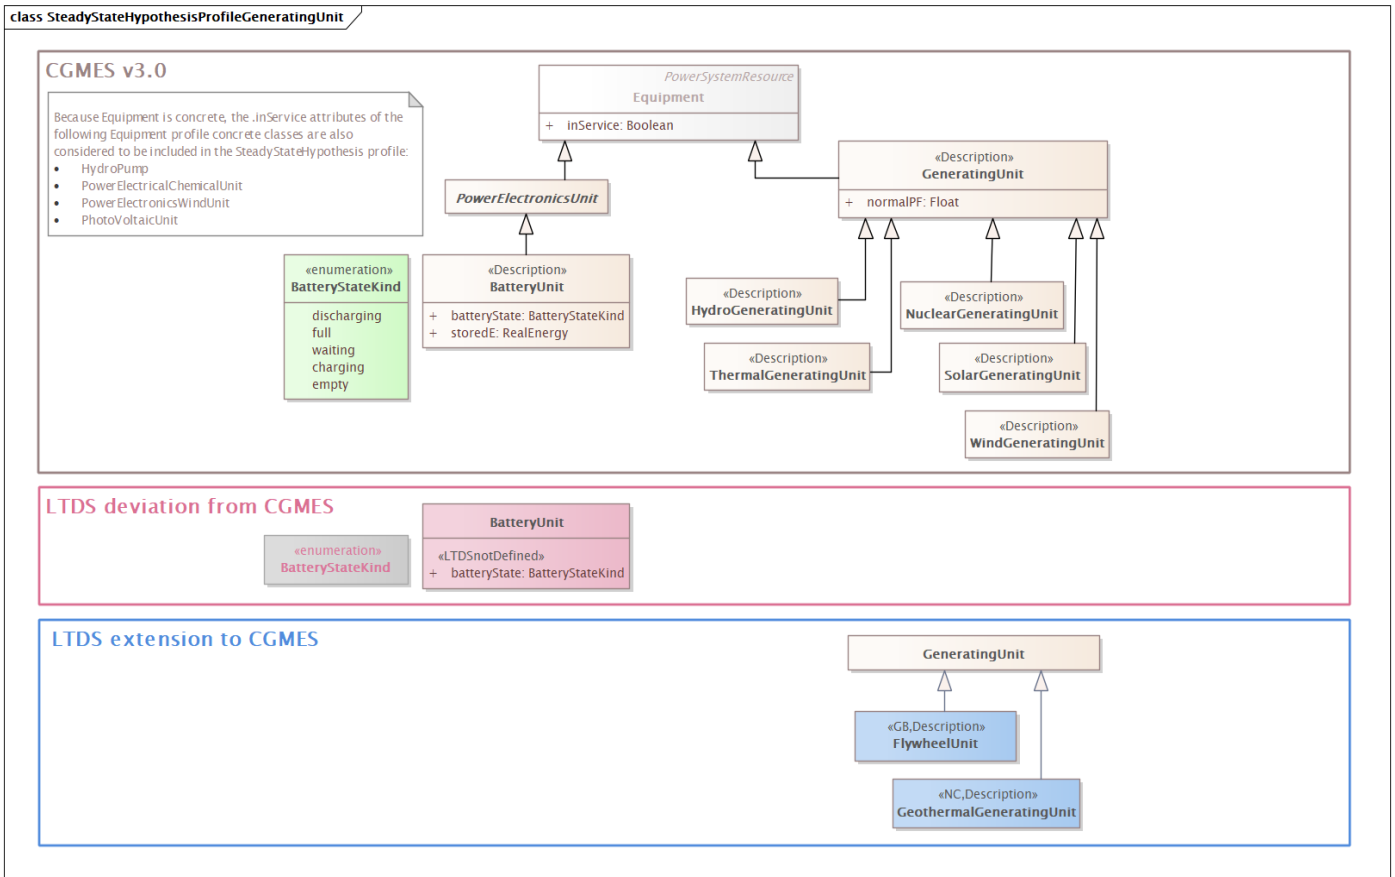 class SteadyStateHypothesisProfileGeneratingUnit
CGMES v3.0
Because Equipment is concrete, the .inService attributes of the
following Equipment profile concrete classes are also
considered to be included in the SteadyStateHypothesis profile:
• HydroPump
• PowerElectricalChemicalUnit
• PowerElectronicsWindUnit
• PhotoVoltaicUnit
PowerSystemResource
Equipment
+ inService: Boolean
«Description»
GeneratingUnit
+ normalPF: Float
PowerElectronicsUnit
«enumeration»
BatteryStateKind
discharging
full
waiting
charging
empty
«Description»
BatteryUnit
+ batteryState: BatteryStateKind
+ storedE: RealEnergy
«Description»
HydroGeneratingUnit
«Description»
NuclearGeneratingUnit
«Description»
ThermalGeneratingUnit
«Description»
SolarGeneratingUnit
«Description»
WindGeneratingUnit
LTDS deviation from CGMES
«enumeration»
BatteryStateKind
BatteryUnit
«LTDSnotDefined»
+ batteryState: BatteryStateKind
LTDS extension to CGMES
GeneratingUnit
«GB,Description»
FlywheelUnit
«NC,Description»
GeothermalGeneratingUnit